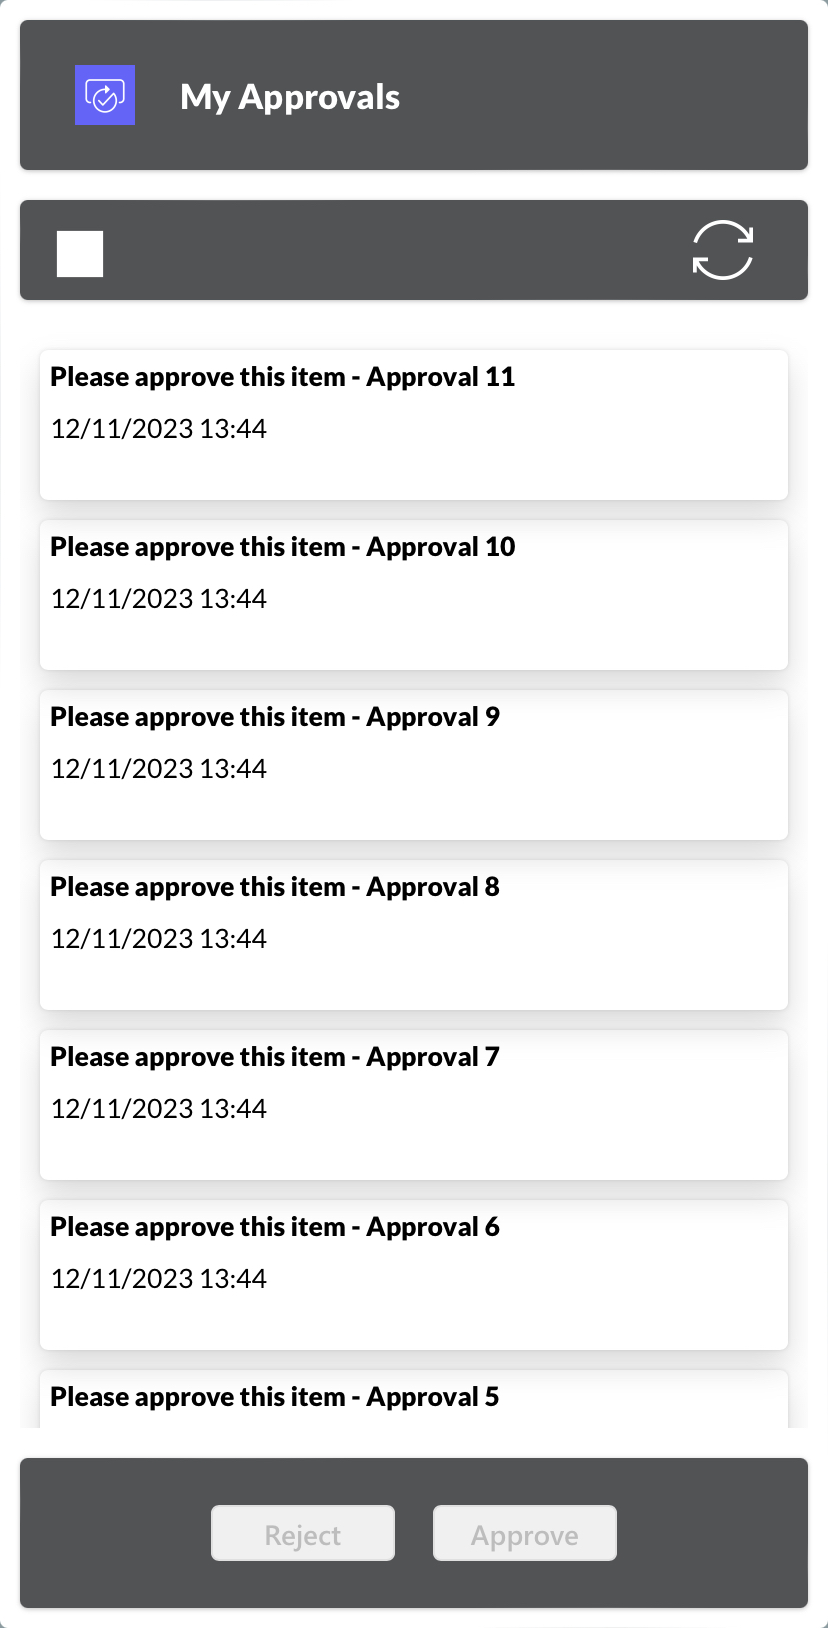 My Approvals
Please approve this item - Approval 11
12/11/2023 13:44
Please approve this item - Approval 10
12/11/2023 13:44
Please approve this item - Approval 9
12/11/2023 13:44
Please approve this item - Approval 8
12/11/2023 13:44
Please approve this item - Approval 7
12/11/2023 13:44
Please approve this item - Approval 6
12/11/2023 13:44
Please approve this item - Approval 5
Reject Approve